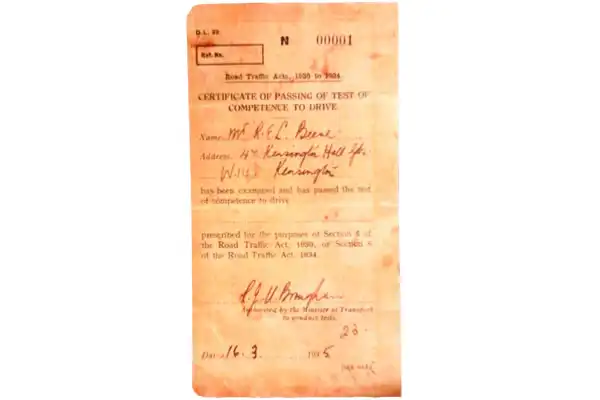 D.L. 23
N 00001
Ref. No.
Road Traffic Acts, 1930 to 1934
CERTIFICATE OF PASSING OF TEST OF
COMPETENCE TO DRIVE
Name Mr R.E.L. Beere
Address 47 Kensington Hall Gdns
W.14. Kensington
has been examined and has passed the test
of competence to drive
prescribed for the purposes of Section 5 of
the Road Traffic Act, 1930, or Section 6
of the Road Traffic Act, 1934.
Authorised by the Minister of Transport
to conduct tests.
23.
Date 16.3. 1935